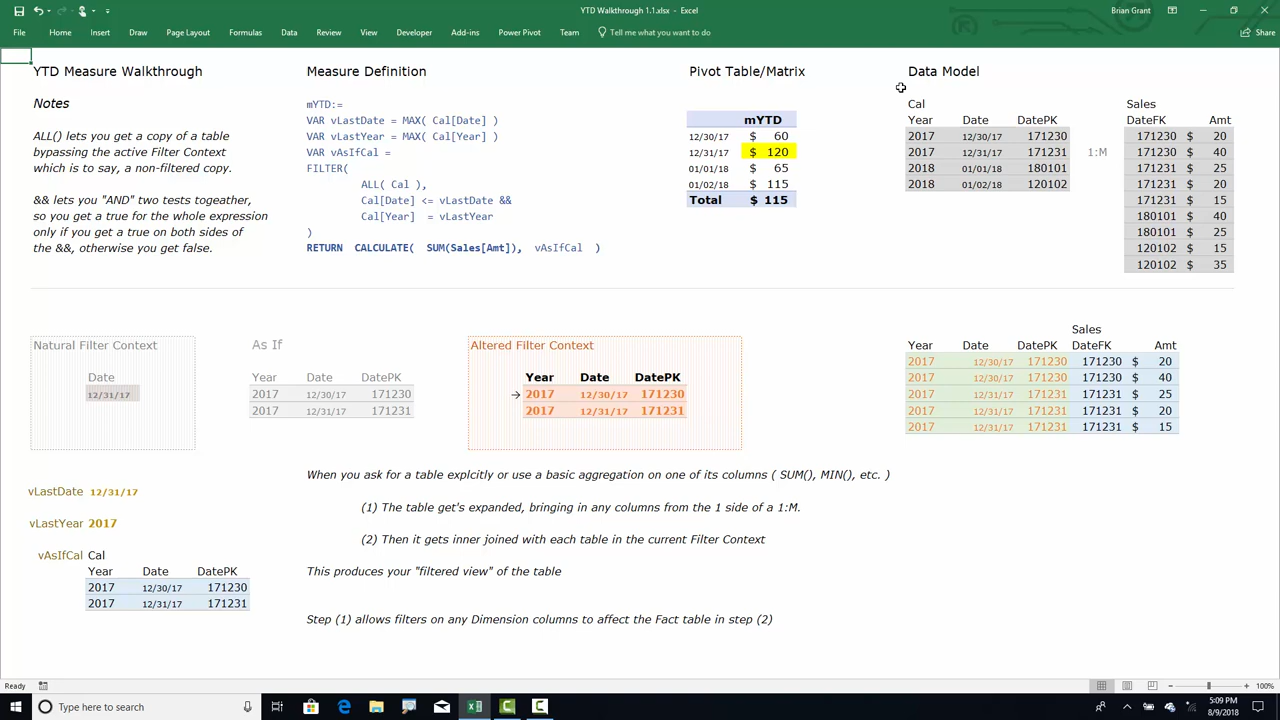 YTD Walkthrough 1.1.xlsx - Excel
Brian Grant
File Home Insert Draw Page Layout Formulas Data Review View Developer Add-ins Power Pivot Team Tell me what you want to do Share
YTD Measure Walkthrough
Notes
ALL() lets you get a copy of a table
bypassing the active Filter Context
which is to say, a non-filtered copy.
&& lets you "AND" two tests togeather,
so you get a true for the whole expression
only if you get a true on both sides of
the &&, otherwise you get false.
Measure Definition
mYTD:=
VAR vLastDate = MAX( Cal[Date] )
VAR vLastYear = MAX( Cal[Year] )
VAR vAsIfCal =
FILTER(
ALL( Cal ),
Cal[Date] <= vLastDate &&
Cal[Year] = vLastYear
)
RETURN CALCULATE( SUM(Sales[Amt]), vAsIfCal )
Pivot Table/Matrix
mYTD
12/30/17 $ 60
12/31/17 $ 120
01/01/18 $ 65
01/02/18 $ 115
Total $ 115
Data Model
Cal
Year Date DatePK
2017 12/30/17 171230
2017 12/31/17 171231
2018 01/01/18 180101
2018 01/02/18 120102
1:M
Sales
DateFK Amt
171230 $ 20
171230 $ 40
171231 $ 25
171231 $ 20
171231 $ 15
180101 $ 40
180101 $ 25
120102 $ 15
120102 $ 35
Natural Filter Context
Date
12/31/17
As If
Year Date DatePK
2017 12/30/17 171230
2017 12/31/17 171231
Altered Filter Context
Year Date DatePK
→ 2017 12/30/17 171230
2017 12/31/17 171231
Sales
Year Date DatePK DateFK Amt
2017 12/30/17 171230 171230 $ 20
2017 12/30/17 171230 171230 $ 40
2017 12/31/17 171231 171231 $ 25
2017 12/31/17 171231 171231 $ 20
2017 12/31/17 171231 171231 $ 15
vLastDate 12/31/17
vLastYear 2017
vAsIfCal Cal
Year Date DatePK
2017 12/30/17 171230
2017 12/31/17 171231
When you ask for a table explcitly or use a basic aggregation on one of its columns ( SUM(), MIN(), etc. )
(1) The table get's expanded, bringing in any columns from the 1 side of a 1:M.
(2) Then it gets inner joined with each table in the current Filter Context
This produces your "filtered view" of the table
Step (1) allows filters on any Dimension columns to affect the Fact table in step (2)
Ready
100%
Type here to search
5:09 PM
8/9/2018